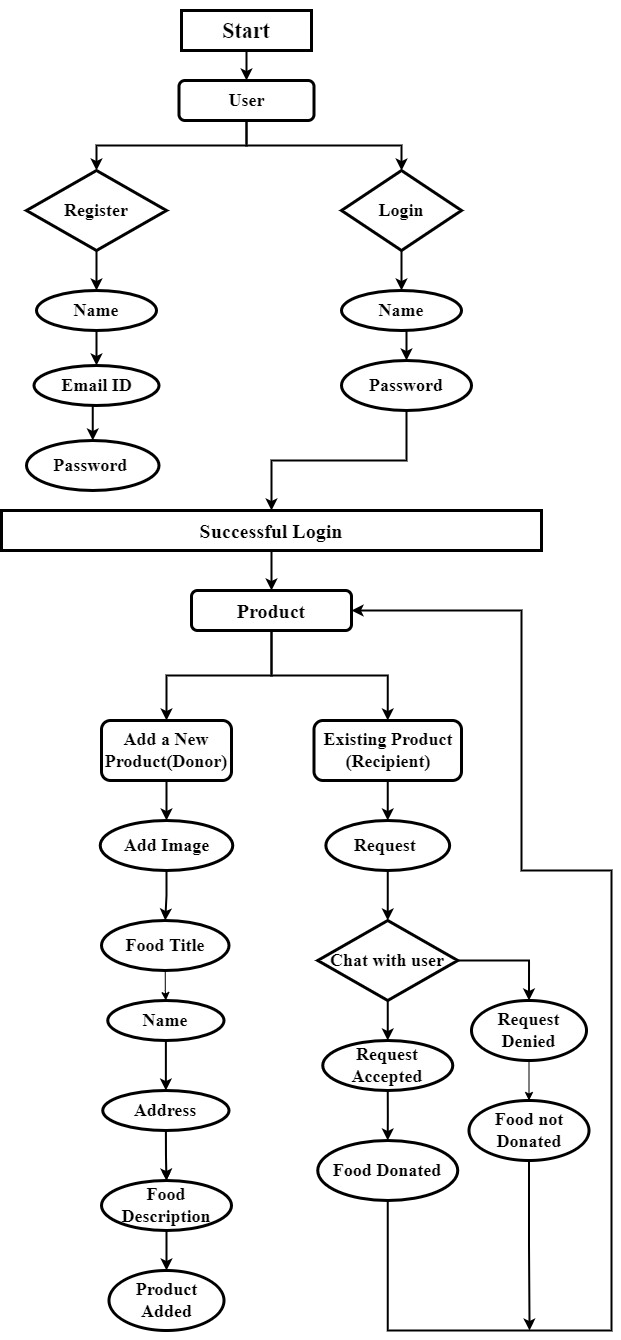 Start
User
Register
Login
Name
Name
Email ID
Password
Password
Successful Login
Product
Add a New
Product(Donor)
Existing Product
(Recipient)
Add Image
Request
Food Title
Chat with user
Name
Request
Denied
Request
Accepted
Address
Food not
Donated
Food Donated
Food
Description
Product
Added